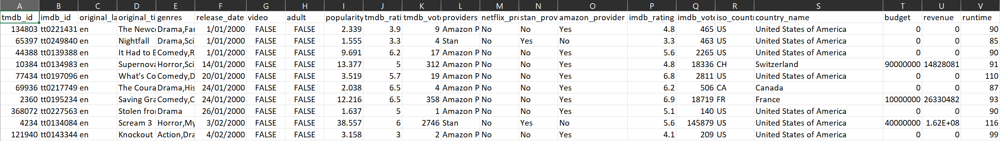 A B C D E F G H I J K L M N O P Q R S T U V
tmdb_id imdb_id original_la original_ti genres release_date video adult popularity tmdb_rati tmdb_vote providers netflix_pro stan_prov amazon_provider imdb_rating imdb_vote iso_countr country_name budget revenue runtime
134803 tt0221431 en The Newco Drama,Fam 1/01/2000 FALSE FALSE 2.339 3.9 9 Amazon P No No Yes 4.8 465 US United States of America 0 0 90
65397 tt0249840 en Nightfall Drama,Sci 1/01/2000 FALSE FALSE 1.555 3.3 4 Stan No Yes No 3.3 463 US United States of America 0 0 85
44388 tt0139388 en It Had to B Comedy,R 1/01/2000 FALSE FALSE 9.691 6.2 17 Amazon P No No Yes 5.6 2265 US United States of America 0 0 90
10384 tt0134983 en Supernova Horror,Sci 14/01/2000 FALSE FALSE 13.377 5 312 Amazon P No No Yes 4.8 18336 CH Switzerland 90000000 14828081 91
77434 tt0197096 en What's Co Comedy,D 20/01/2000 FALSE FALSE 3.519 5.7 19 Amazon P No No Yes 6.8 2811 US United States of America 0 0 110
69936 tt0217749 en The Coura Drama,His 24/01/2000 FALSE FALSE 2.038 6.5 4 Amazon P No No Yes 6.2 506 CA Canada 0 0 87
2360 tt0195234 en Saving Gra Comedy,C 24/01/2000 FALSE FALSE 12.216 6.5 358 Amazon P No No Yes 6.9 18719 FR France 10000000 26330482 93
368072 tt0227563 en Stolen from Drama 26/01/2000 FALSE FALSE 1.637 5 1 Amazon P No No Yes 5.1 140 US United States of America 0 0 90
4234 tt0134084 en Scream 3 Horror,My 3/02/2000 FALSE FALSE 38.557 6 2746 Stan No Yes No 5.6 145879 US United States of America 40000000 1.62E+08 116
121940 tt0143344 en Knockout Action,Dra 4/02/2000 FALSE FALSE 3.158 3 2 Amazon P No No Yes 4.1 209 US United States of America 0 0 99